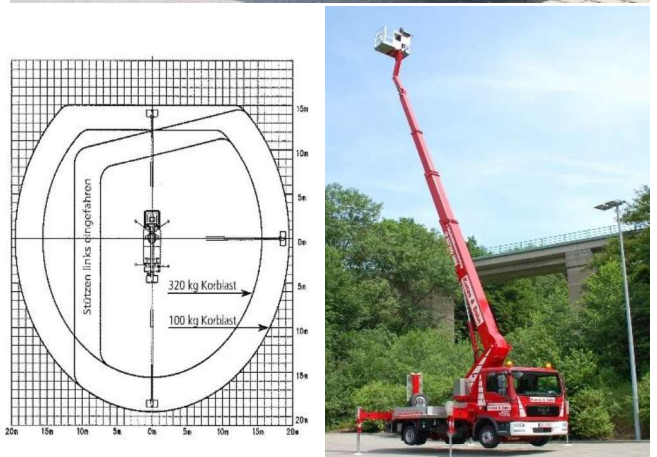 15m
10m
5m
0m
5m
10m
15m
20m
20m 15m 10m 5m 0m 5m 10m 15m 20m
Stützen links eingefahren
320 kg Korblast
100 kg Korblast